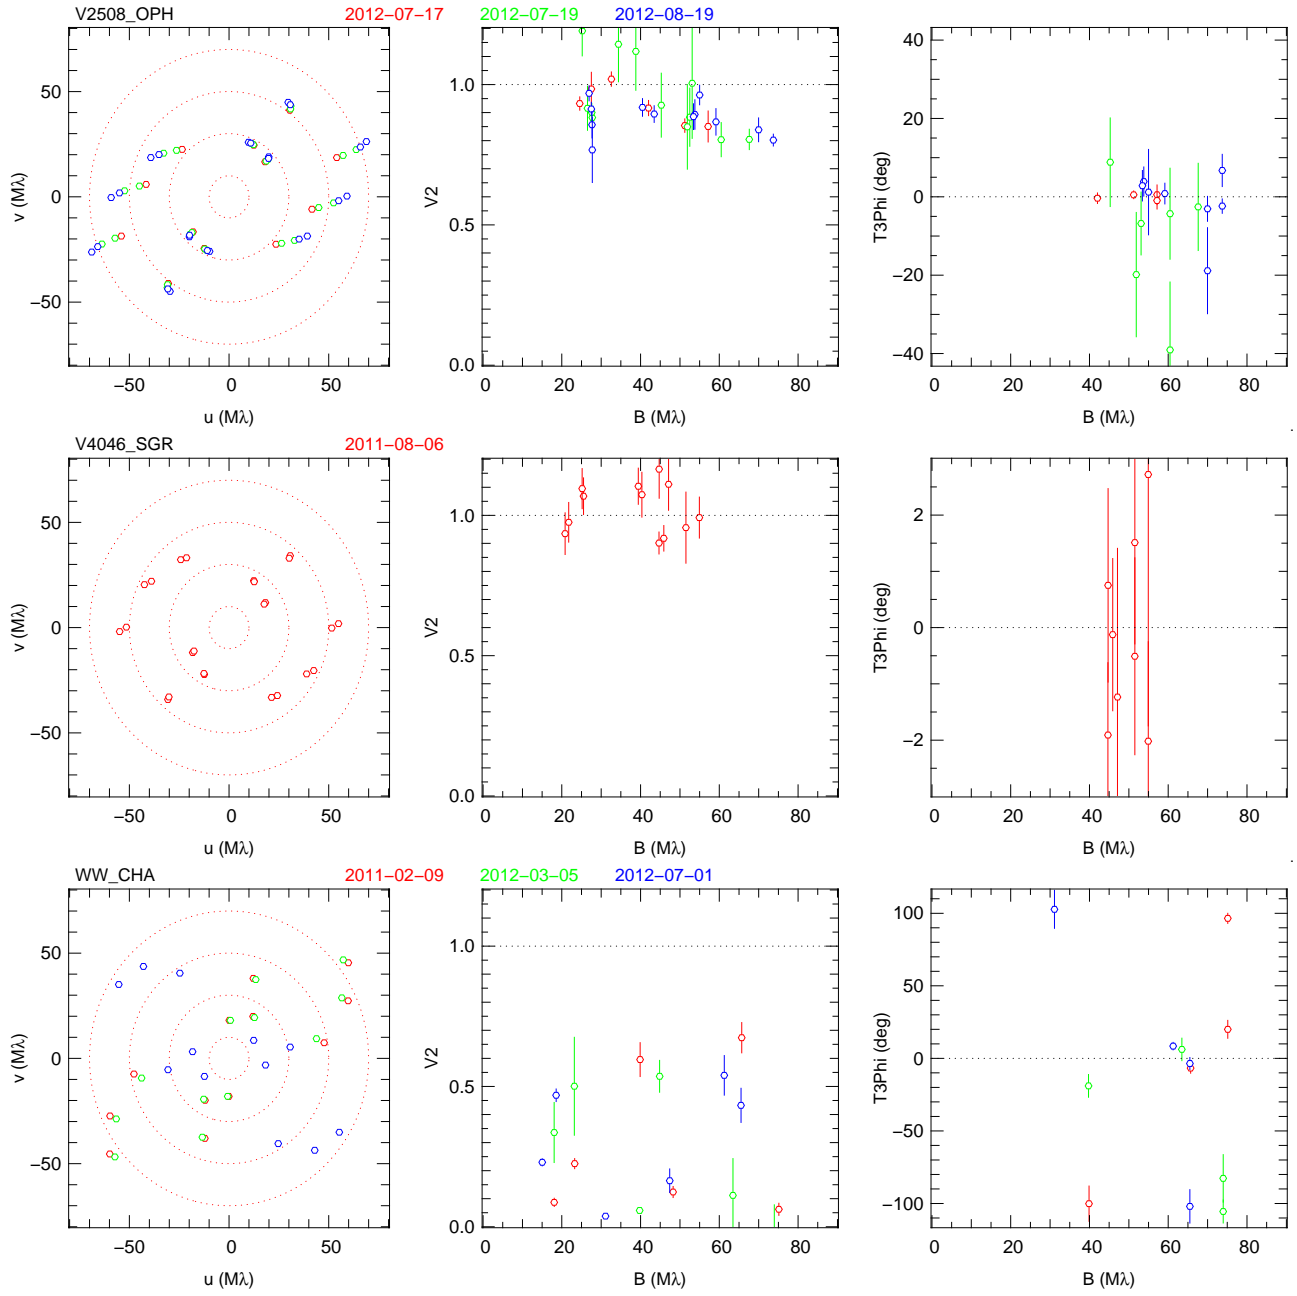 V2508_OPH 2012−07−17 2012−07−19 2012−08−19
50
0
−50
v (Mλ)
−50 0 50
u (Mλ)
1.0
0.5
0.0
V2
0 20 40 60 80
B (Mλ)
40
20
0
−20
−40
T3Phi (deg)
0 20 40 60 80
B (Mλ)
V4046_SGR 2011−08−06
50
0
−50
v (Mλ)
−50 0 50
u (Mλ)
1.0
0.5
0.0
V2
0 20 40 60 80
B (Mλ)
2
0
−2
T3Phi (deg)
0 20 40 60 80
B (Mλ)
WW_CHA 2011−02−09 2012−03−05 2012−07−01
50
0
−50
v (Mλ)
−50 0 50
u (Mλ)
1.0
0.5
0.0
V2
0 20 40 60 80
B (Mλ)
100
50
0
−50
−100
T3Phi (deg)
0 20 40 60 80
B (Mλ)